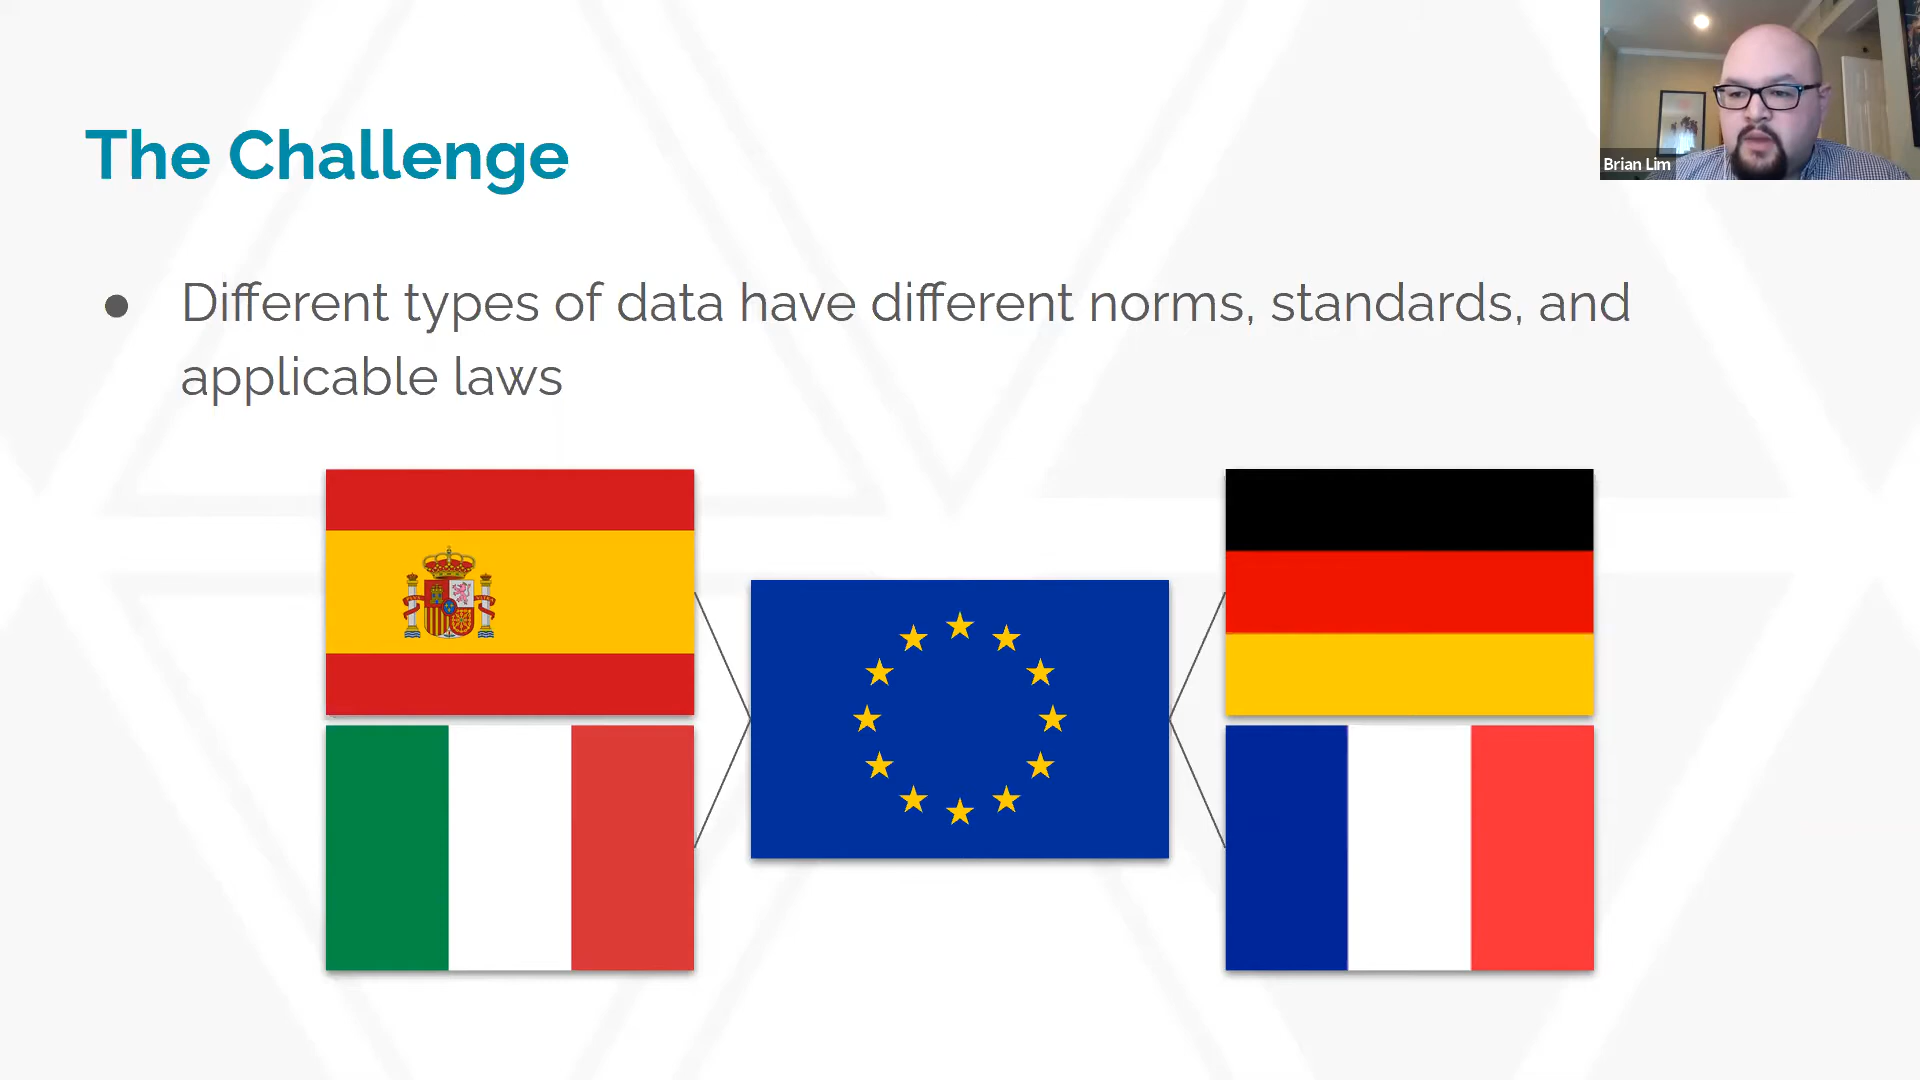 The Challenge
Brian Lim
● Different types of data have different norms, standards, and
applicable laws